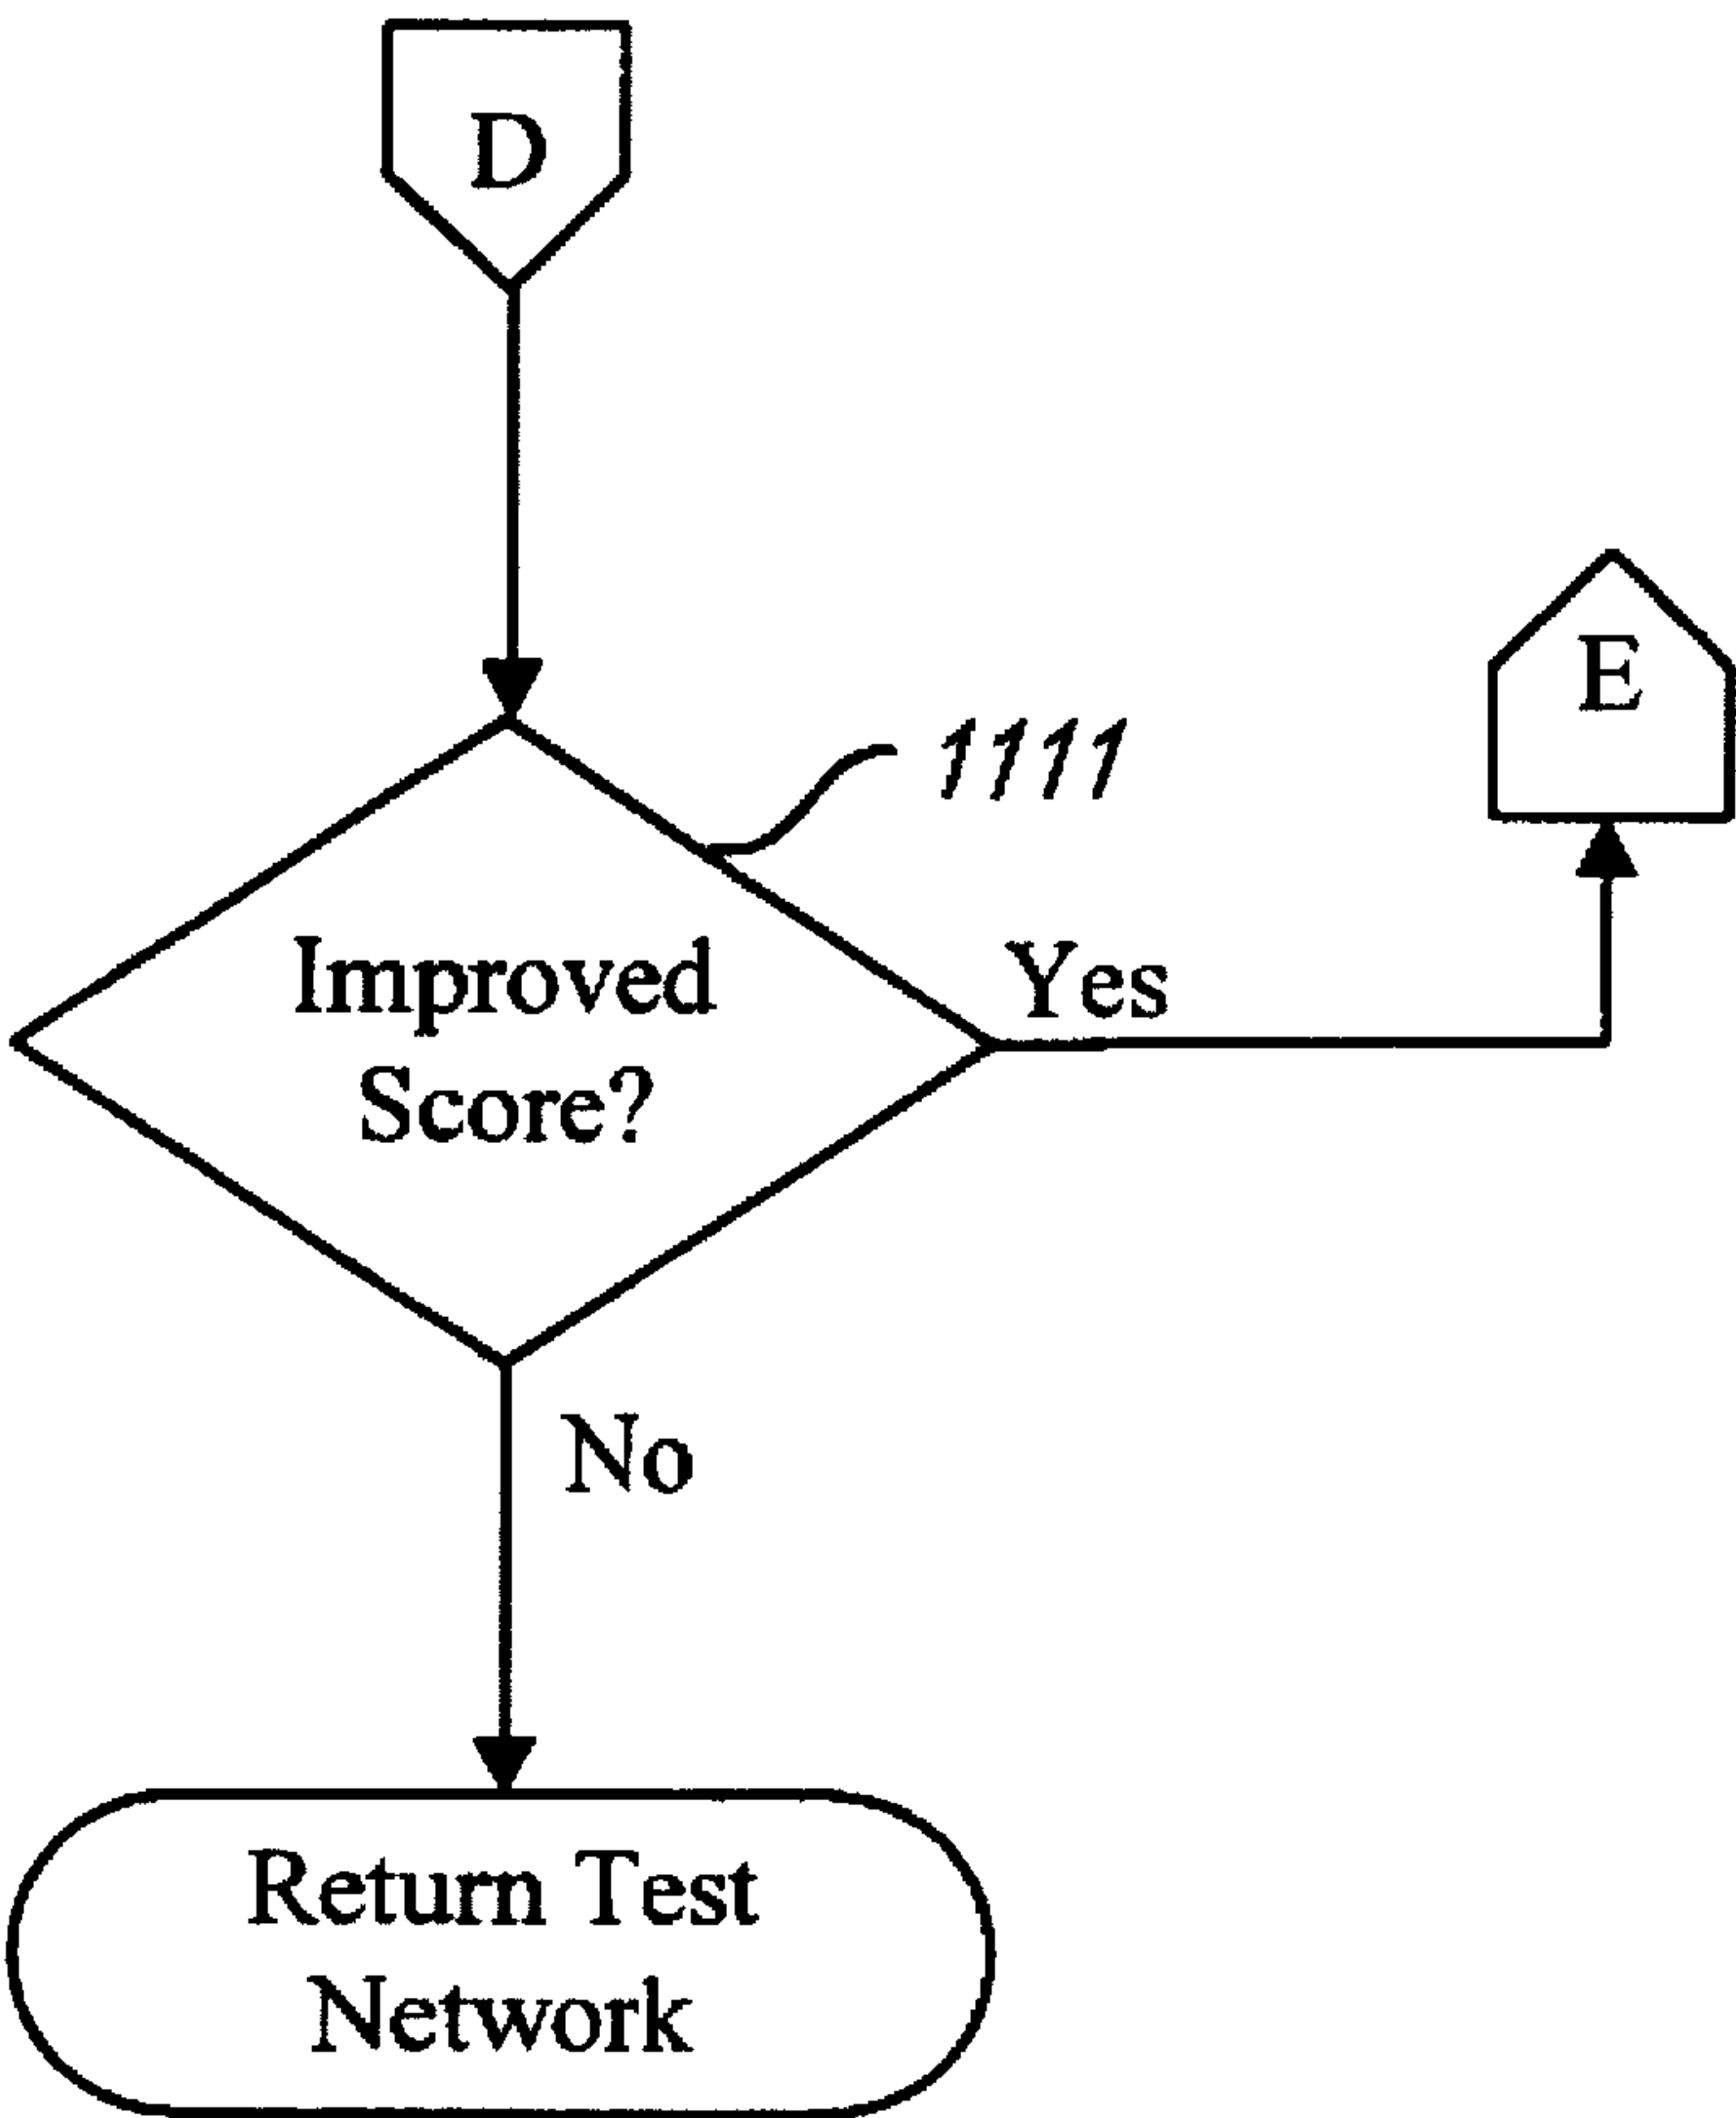 D
E
1111
Improved
Score?
Yes
No
Return Test
Network